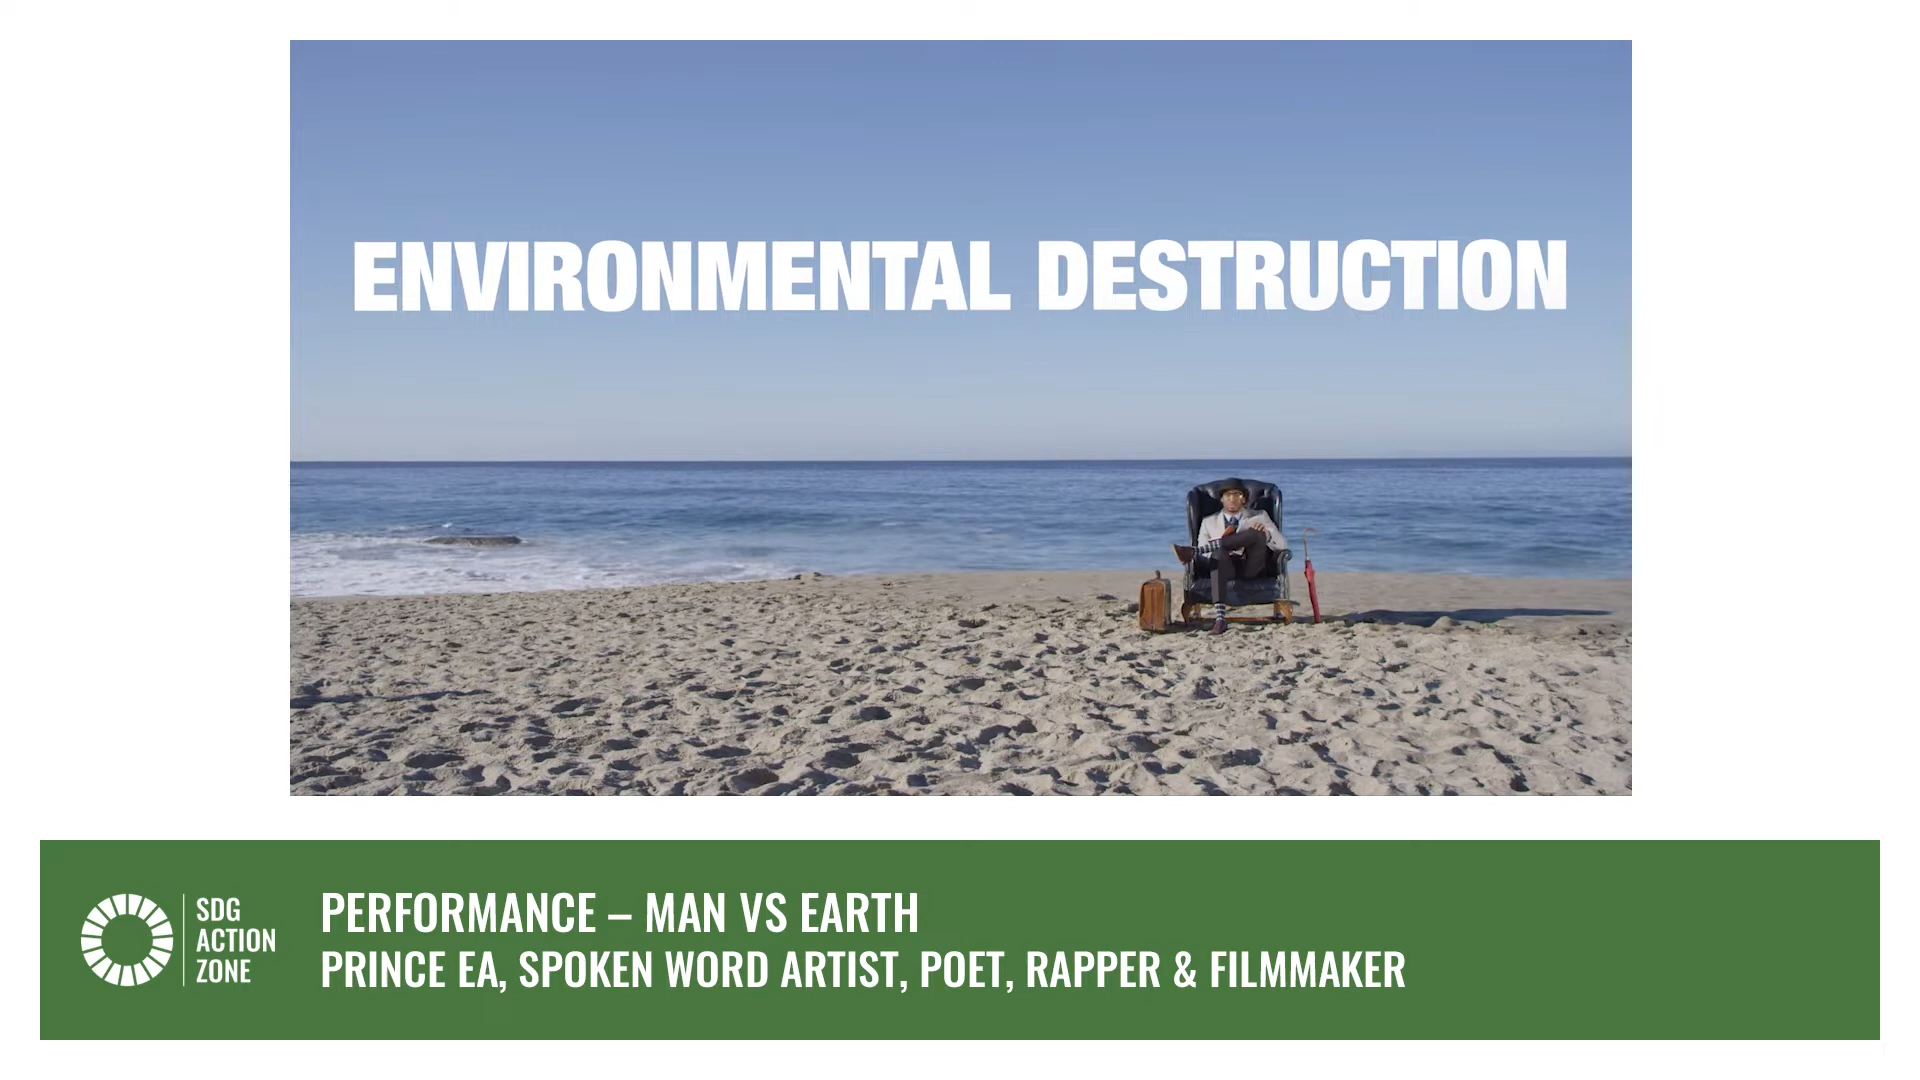 ENVIRONMENTAL DESTRUCTION
SDG
ACTION
ZONE
PERFORMANCE – MAN VS EARTH
PRINCE EA, SPOKEN WORD ARTIST, POET, RAPPER & FILMMAKER